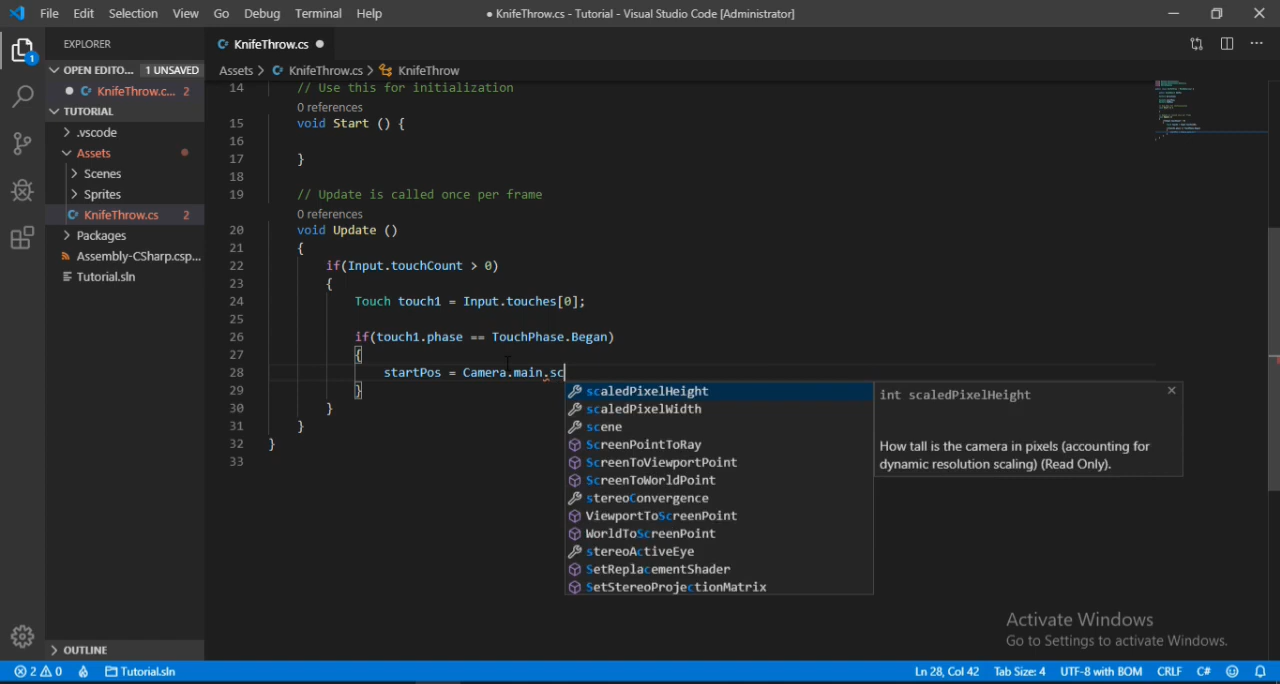 File Edit Selection View Go Debug Terminal Help
● KnifeThrow.cs - Tutorial - Visual Studio Code [Administrator]
EXPLORER
OPEN EDITO... 1 UNSAVED
KnifeThrow.c... 2
TUTORIAL
.vscode
Assets
Scenes
Sprites
KnifeThrow.cs 2
Packages
Assembly-CSharp.csp...
Tutorial.sln
OUTLINE
1
KnifeThrow.cs
Assets > KnifeThrow.cs > KnifeThrow
14 // Use this for initialization
0 references
15 void Start () {
16
17 }
18
19 // Update is called once per frame
0 references
20 void Update ()
21 {
22 if(Input.touchCount > 0)
23 {
24 Touch touch1 = Input.touches[0];
25
26 if(touch1.phase == TouchPhase.Began)
27 {
28 startPos = Camera.main.sc
29 }
30 }
31 }
32 }
33
scaledPixelHeight
scaledPixelWidth
scene
ScreenPointToRay
ScreenToViewportPoint
ScreenToWorldPoint
stereoConvergence
ViewportToScreenPoint
WorldToScreenPoint
stereoActiveEye
SetReplacementShader
SetStereoProjectionMatrix
int scaledPixelHeight
How tall is the camera in pixels (accounting for
dynamic resolution scaling) (Read Only).
Activate Windows
Go to Settings to activate Windows.
2 0 Tutorial.sln
Ln 28, Col 42 Tab Size: 4 UTF-8 with BOM CRLF C#